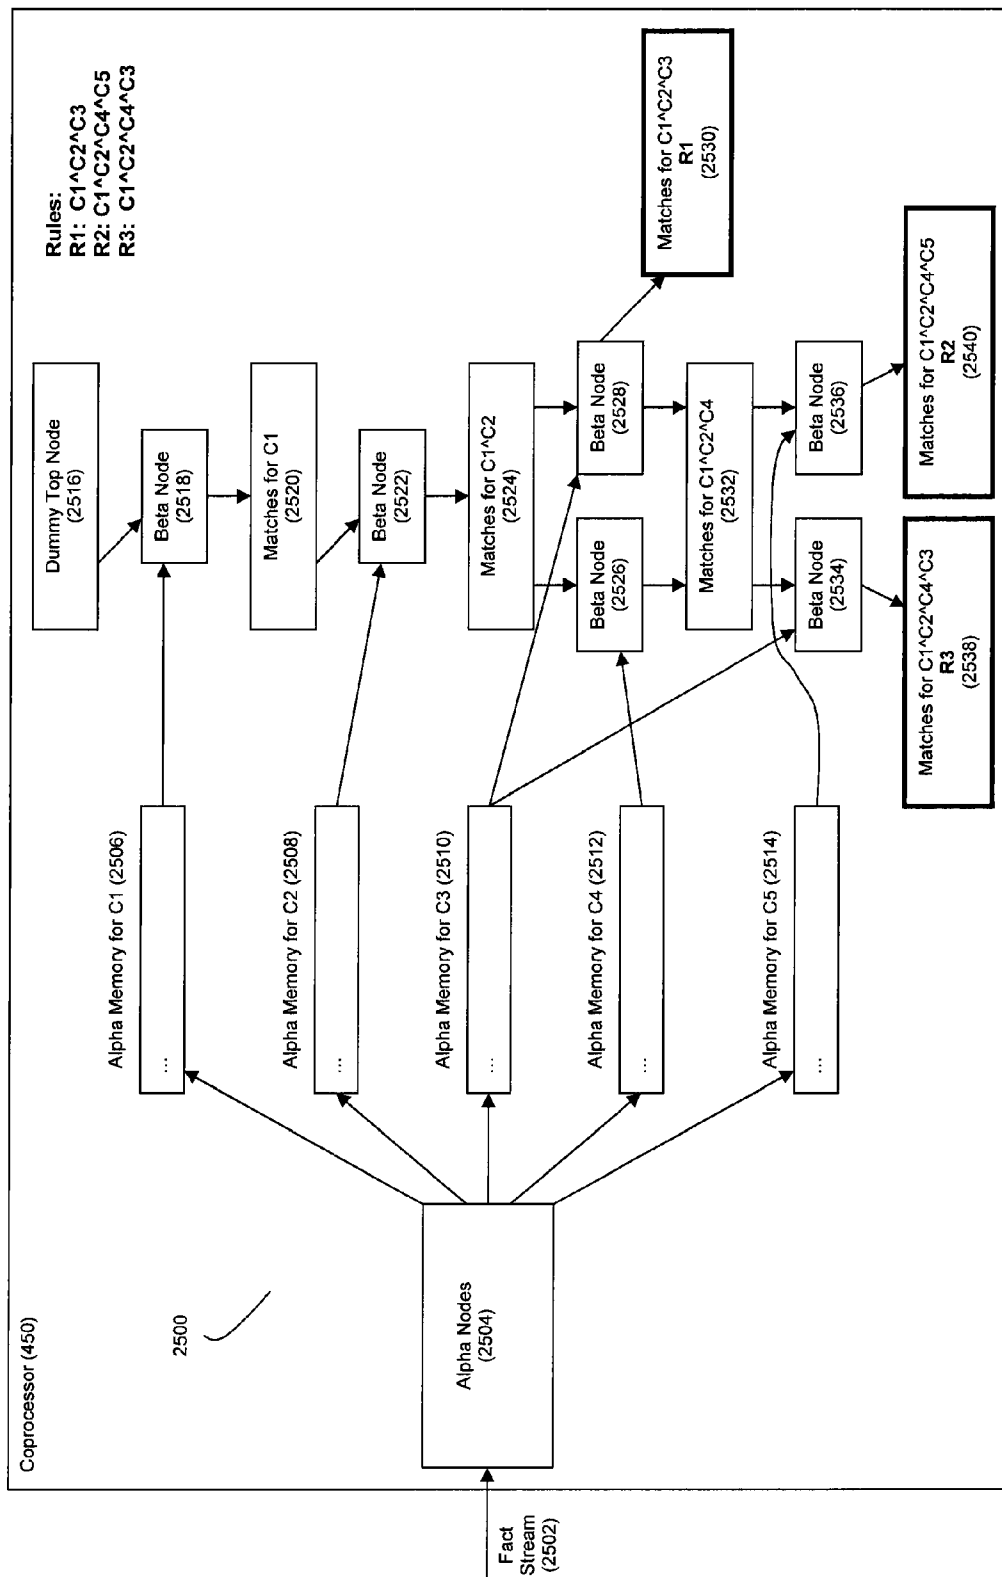 Coprocessor (450)
2500
Fact
Stream
(2502)
Alpha Nodes
(2504)
Alpha Memory for C1 (2506)
...
Alpha Memory for C2 (2508)
...
Alpha Memory for C3 (2510)
...
Alpha Memory for C4 (2512)
...
Alpha Memory for C5 (2514)
...
Dummy Top Node
(2516)
Beta Node
(2518)
Matches for C1
(2520)
Beta Node
(2522)
Matches for C1^C2
(2524)
Beta Node
(2526)
Beta Node
(2528)
Matches for C1^C2^C4
(2532)
Beta Node
(2534)
Beta Node
(2536)
Matches for C1^C2^C4^C3
R3
(2538)
Matches for C1^C2^C4^C5
R2
(2540)
Matches for C1^C2^C3
R1
(2530)
Rules:
R1: C1^C2^C3
R2: C1^C2^C4^C5
R3: C1^C2^C4^C3